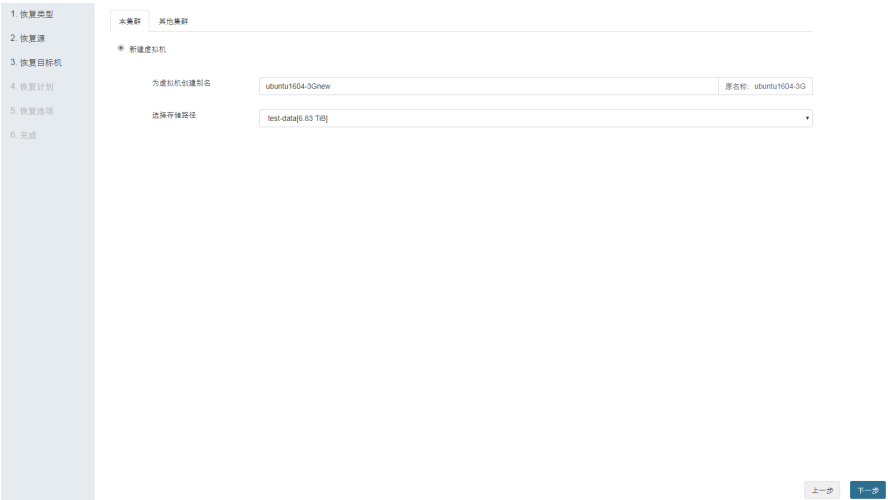 1. 恢复类型
2. 恢复源
3. 恢复目标机
4. 恢复计划
5. 恢复选项
6. 完成
本集群 其他集群
新建虚拟机
为虚拟机创建别名 ubuntu1604-3Gnew 原名称: ubuntu1604-3G
选择存储路径 test-data[6.83 TiB]
上一步 下一步